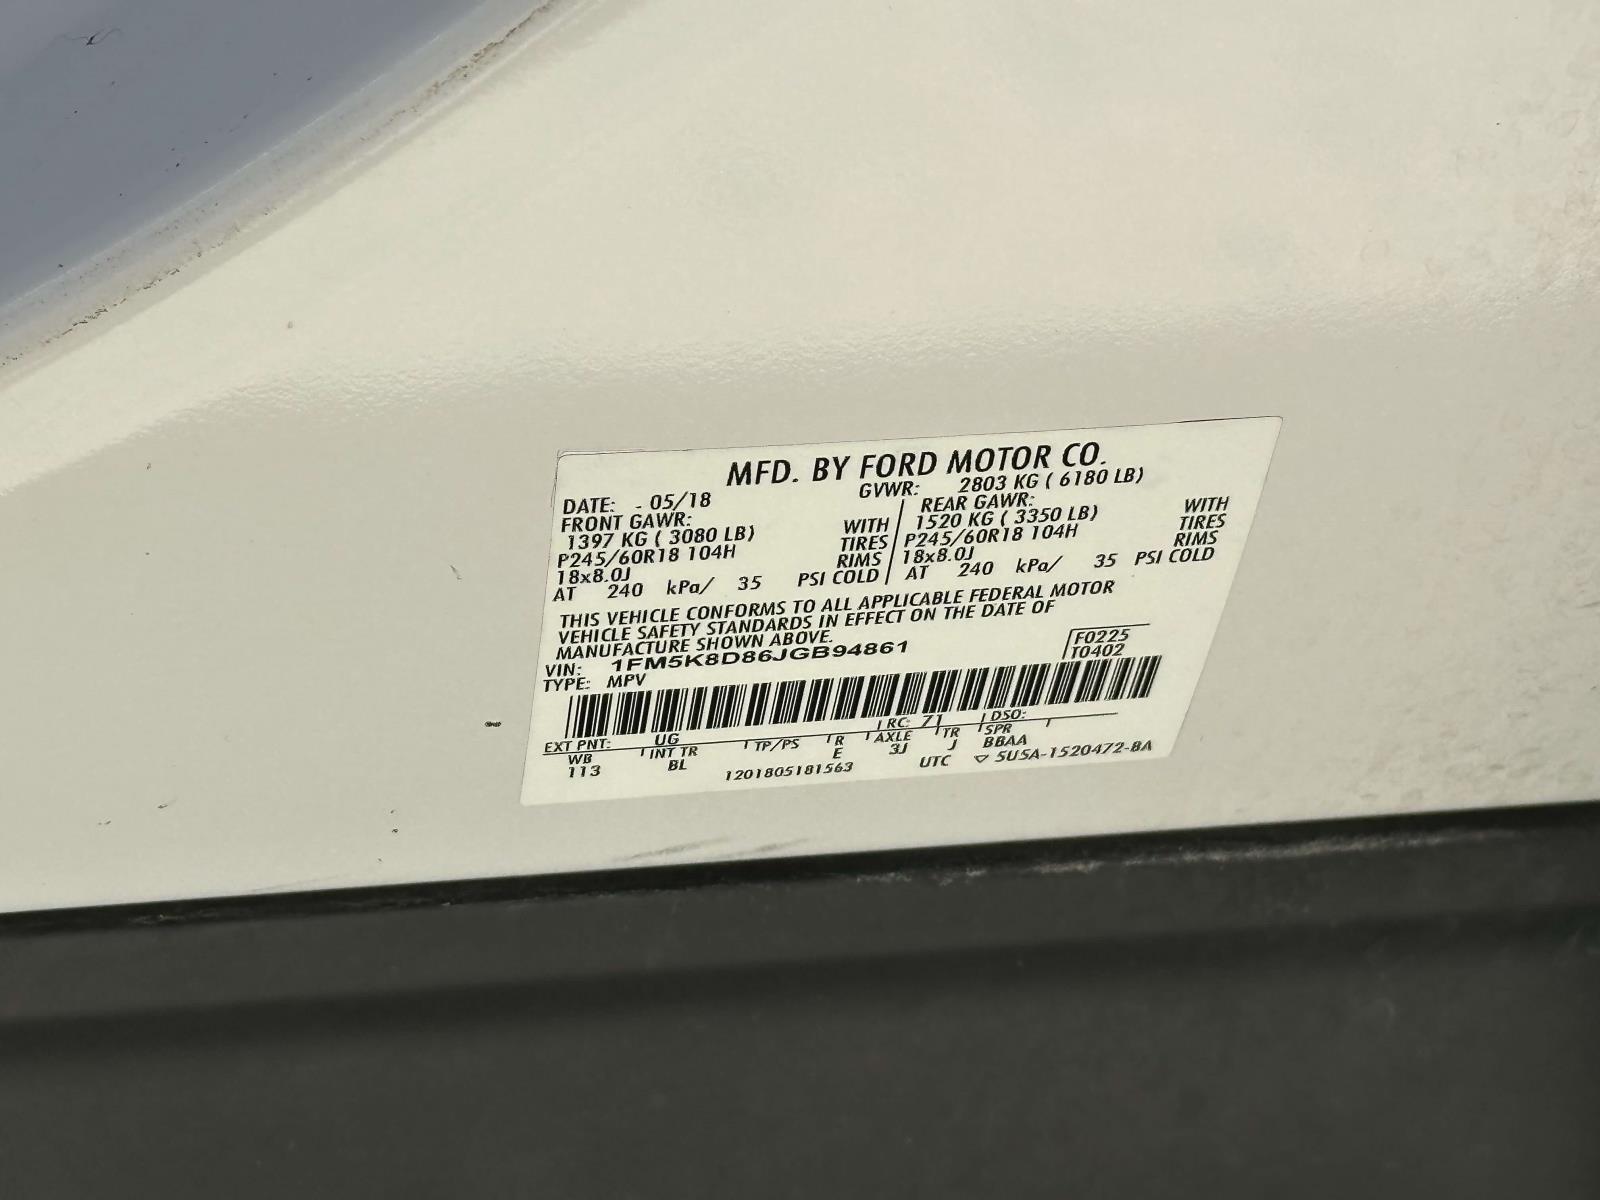 MFD. BY FORD MOTOR CO.
DATE: 05/18 GVWR: 2803 KG ( 6180 LB)
FRONT GAWR: REAR GAWR:
1397 KG ( 3080 LB) WITH 1520 KG ( 3350 LB) WITH
P245/60R18 104H TIRES P245/60R18 104H TIRES
18x8.0J RIMS 18x8.0J RIMS
AT 240 kPa/ 35 PSI COLD AT 240 kPa/ 35 PSI COLD
THIS VEHICLE CONFORMS TO ALL APPLICABLE FEDERAL MOTOR
VEHICLE SAFETY STANDARDS IN EFFECT ON THE DATE OF
MANUFACTURE SHOWN ABOVE.
VIN: 1FM5K8D86JGB94861 F0225
TYPE: MPV T0402
EXT PNT: UG RC: 71 DSO:
WB INT TR TP/PS R AXLE TR SPR
113 BL E 3J J BBAA
1201805181563 UTC ▽ 5U5A-1520472-BA